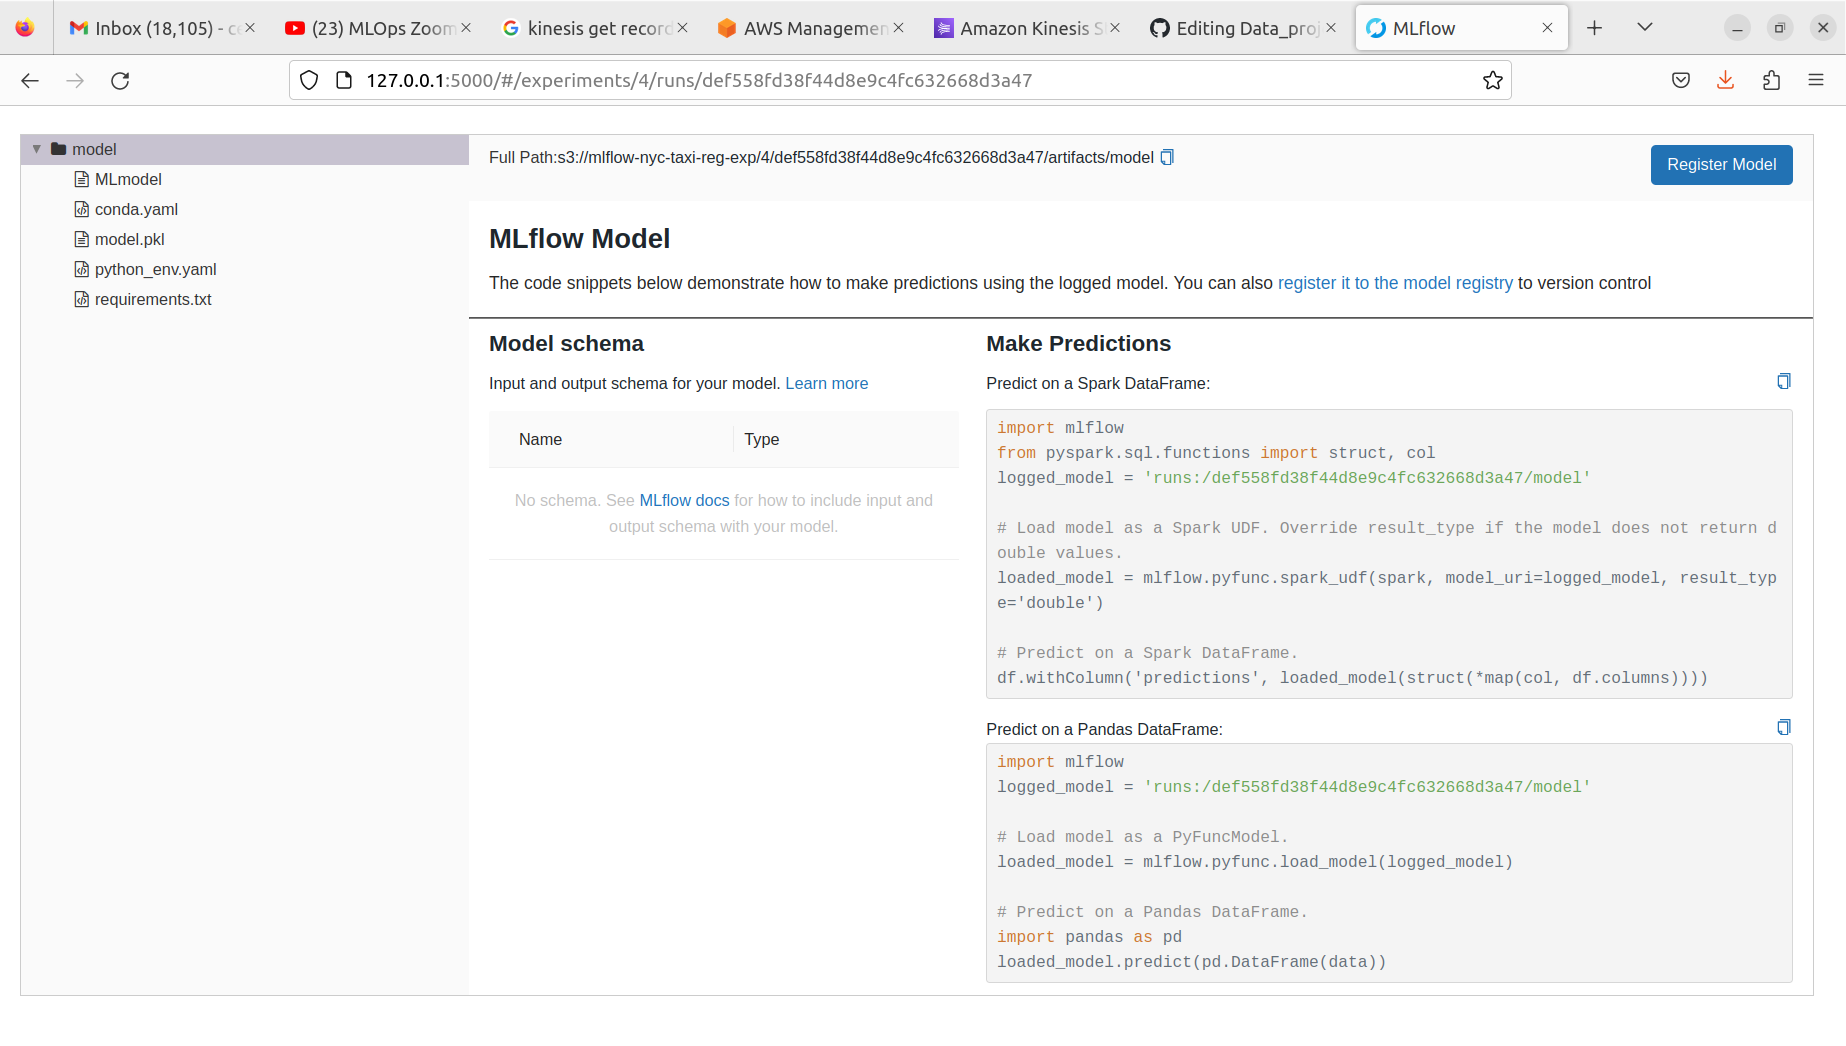 Inbox (18,105) - ce
(23) MLOps Zoom
kinesis get record
AWS Managemen
Amazon Kinesis S
Editing Data_proj
MLflow
127.0.0.1:5000/#/experiments/4/runs/def558fd38f44d8e9c4fc632668d3a47
model
MLmodel
conda.yaml
model.pkl
python_env.yaml
requirements.txt
Full Path:s3://mlflow-nyc-taxi-reg-exp/4/def558fd38f44d8e9c4fc632668d3a47/artifacts/model
Register Model
MLflow Model
The code snippets below demonstrate how to make predictions using the logged model. You can also register it to the model registry to version control
Model schema
Input and output schema for your model. Learn more
Name Type
No schema. See MLflow docs for how to include input and
output schema with your model.
Make Predictions
Predict on a Spark DataFrame:
import mlflow
from pyspark.sql.functions import struct, col
logged_model = 'runs:/def558fd38f44d8e9c4fc632668d3a47/model'
# Load model as a Spark UDF. Override result_type if the model does not return d
ouble values.
loaded_model = mlflow.pyfunc.spark_udf(spark, model_uri=logged_model, result_typ
e='double')
# Predict on a Spark DataFrame.
df.withColumn('predictions', loaded_model(struct(*map(col, df.columns))))
Predict on a Pandas DataFrame:
import mlflow
logged_model = 'runs:/def558fd38f44d8e9c4fc632668d3a47/model'
# Load model as a PyFuncModel.
loaded_model = mlflow.pyfunc.load_model(logged_model)
# Predict on a Pandas DataFrame.
import pandas as pd
loaded_model.predict(pd.DataFrame(data))